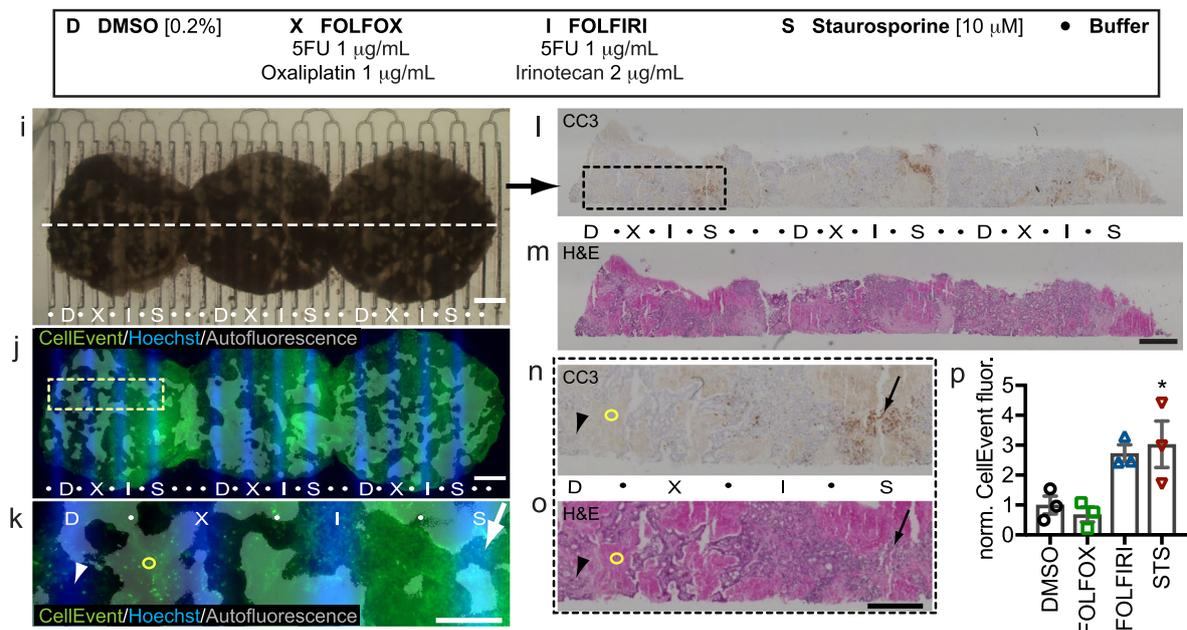 D DMSO [0.2%] X FOLFOX I FOLFIRI S Staurosporine [10 μM] • Buffer
5FU 1 μg/mL 5FU 1 μg/mL
Oxaliplatin 1 μg/mL Irinotecan 2 μg/mL
i
• D • X • I • S • • • D • X • I • S • • • D • X • I • S • •
j
CellEvent/Hoechst/Autofluorescence
• D • X • I • S • • • D • X • I • S • • • D • X • I • S • •
k
D • X • I • S
CellEvent/Hoechst/Autofluorescence
l
CC3
D • X • I • S • • • D • X • I • S • • D • X • I • S
m
H&E
n
CC3
D • X • I • S
o
H&E
p
norm. CellEvent fluor.
5
4
3
2
1
0
*
DMSO
FOLFOX
FOLFIRI
STS